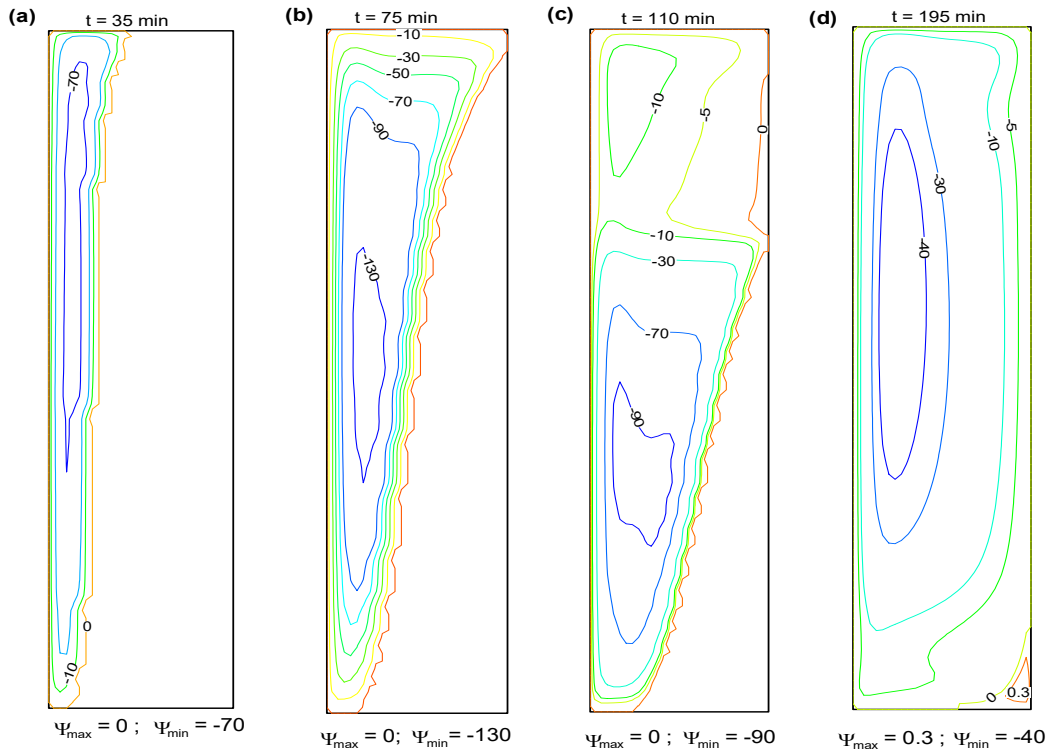 (a)
t = 35 min
-70
0
-10
Ψmax = 0 ; Ψmin = -70
(b)
t = 75 min
-10
-30
-50
-70
-90
-130
Ψmax = 0; Ψmin = -130
(c)
t = 110 min
-10
-5
0
-10
-30
-70
-90
Ψmax = 0 ; Ψmin = -90
(d)
t = 195 min
-5
-10
-30
-40
0
0.3
Ψmax = 0.3 ; Ψmin = -40